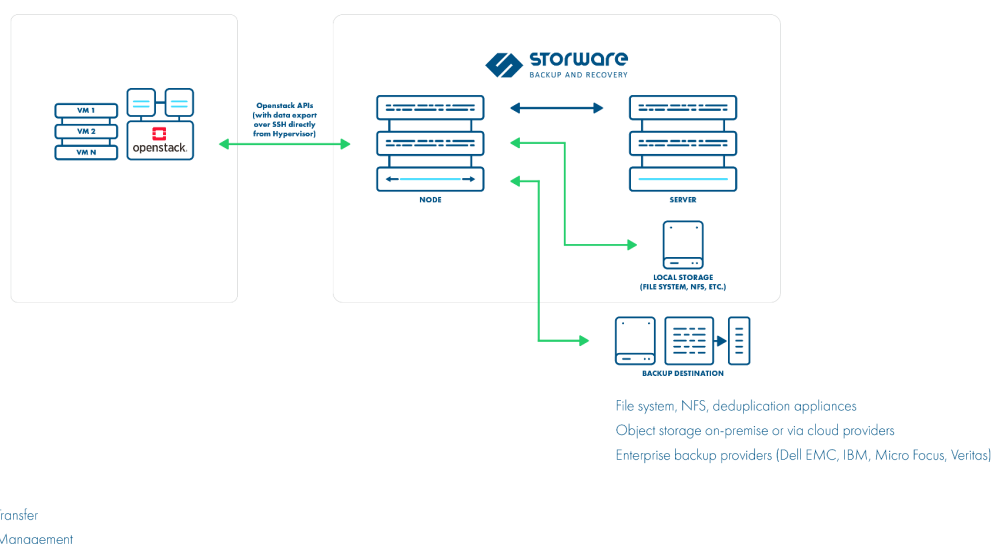 STORWARE
BACKUP AND RECOVERY
VM 1
VM 2
VM N
openstack.
Openstack APIs
(with data export
over SSH directly
from Hypervisor)
NODE
SERVER
LOCAL STORAGE
(FILE SYSTEM, NFS, ETC.)
BACKUP DESTINATION
File system, NFS, deduplication appliances
Object storage on-premise or via cloud providers
Enterprise backup providers (Dell EMC, IBM, Micro Focus, Veritas)
ransfer
Management